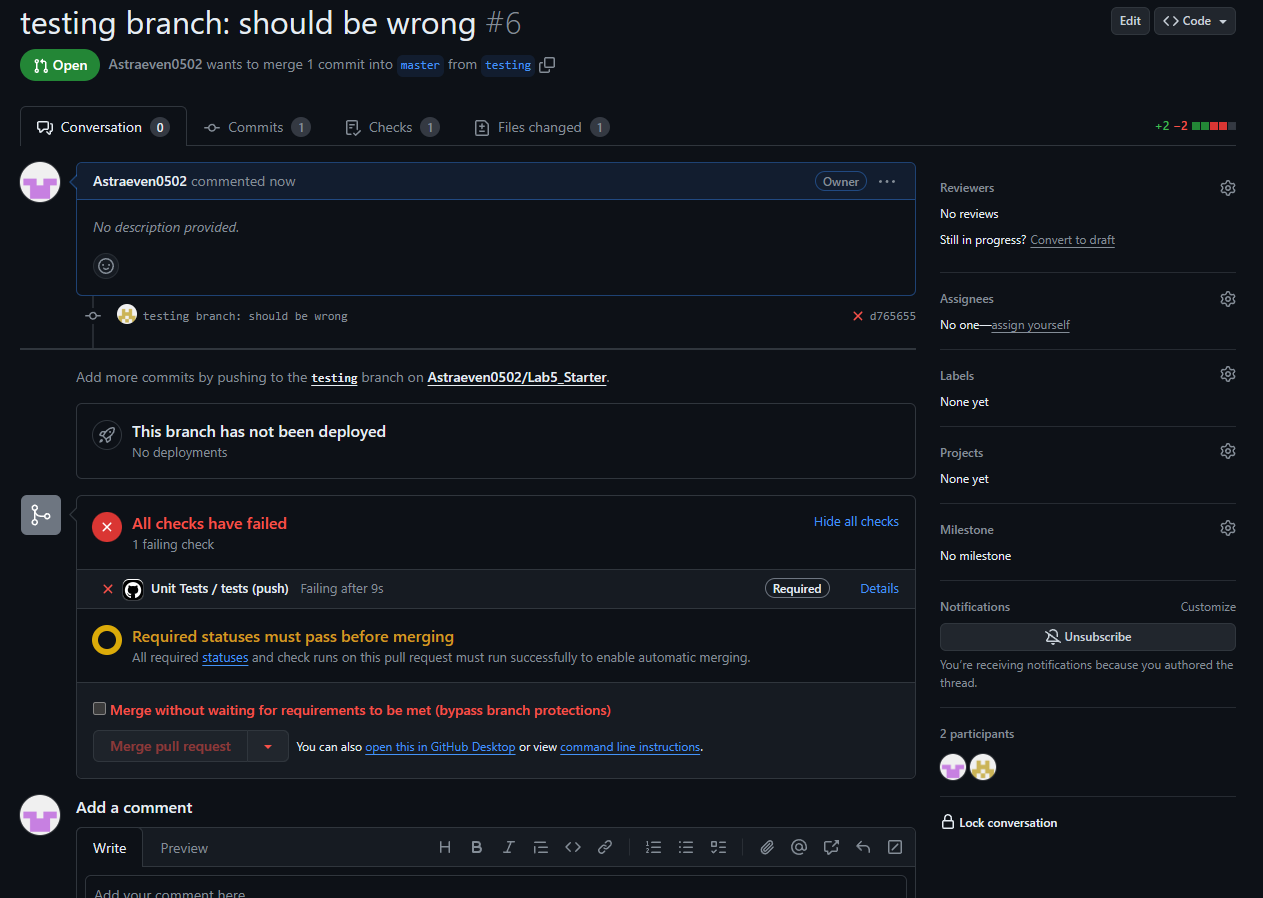 testing branch: should be wrong #6
Edit
<> Code
Open
Astraeven0502 wants to merge 1 commit into master from testing
Conversation 0
Commits 1
Checks 1
Files changed 1
+2 −2
Astraeven0502 commented now
Owner
No description provided.
testing branch: should be wrong
d765655
Add more commits by pushing to the testing branch on Astraeven0502/Lab5_Starter.
This branch has not been deployed
No deployments
All checks have failed
1 failing check
Hide all checks
Unit Tests / tests (push) Failing after 9s
Required
Details
Required statuses must pass before merging
All required statuses and check runs on this pull request must run successfully to enable automatic merging.
Merge without waiting for requirements to be met (bypass branch protections)
Merge pull request
You can also open this in GitHub Desktop or view command line instructions.
Add a comment
Write
Preview
Add your comment here
Reviewers
No reviews
Still in progress? Convert to draft
Assignees
No one—assign yourself
Labels
None yet
Projects
None yet
Milestone
No milestone
Notifications
Customize
Unsubscribe
You're receiving notifications because you authored the
thread.
2 participants
Lock conversation